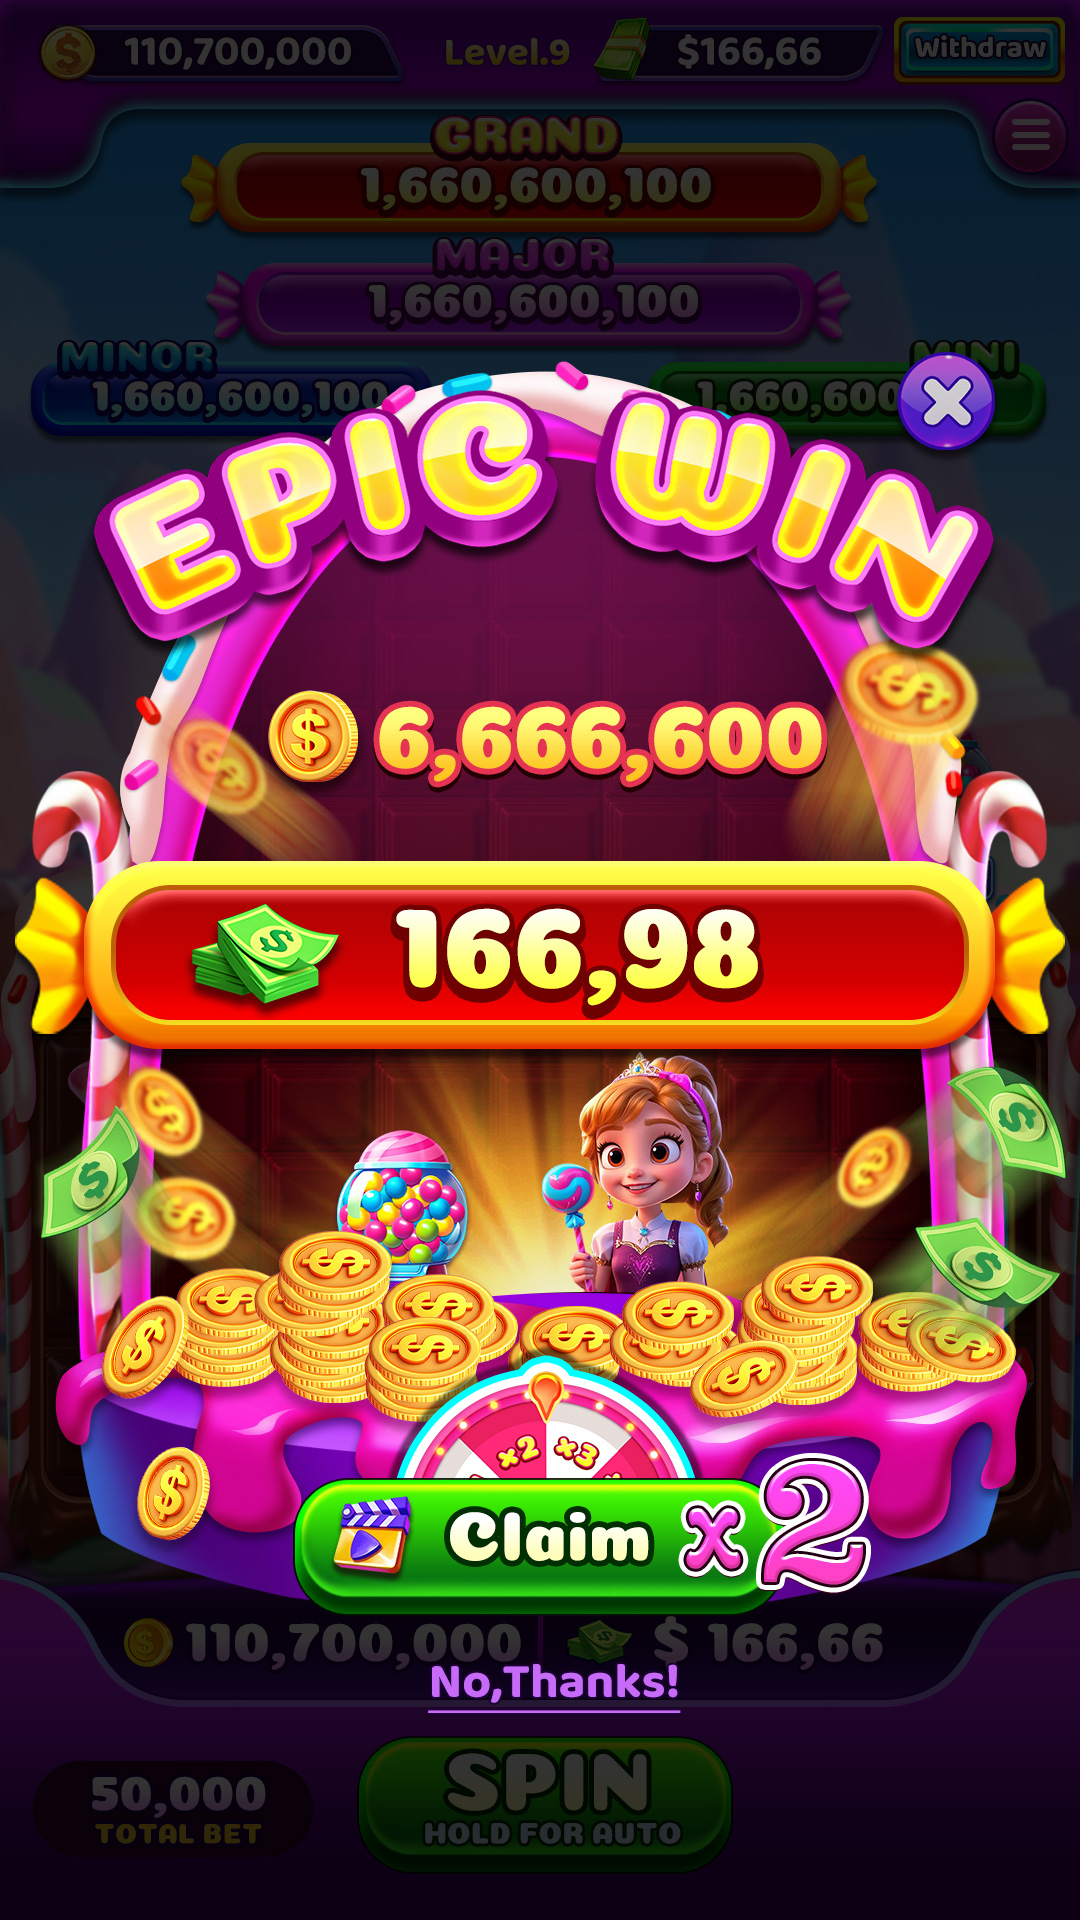 110,700,000 Level.9 $166,66 Withdraw
GRAND
1,660,600,100
MAJOR
1,660,600,100
MINOR MINI
1,660,600,100 1,660,600
EPIC WIN
6,666,600
166,98
x2 x3
Claim x2
110,700,000 $ 166,66
No,Thanks!
50,000
TOTAL BET
SPIN
HOLD FOR AUTO